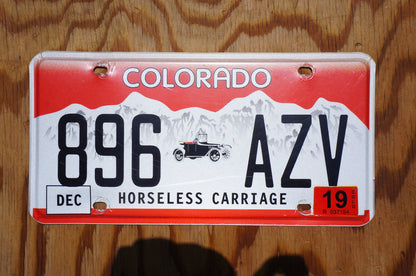 COLORADO
896 AZV
DEC HORSELESS CARRIAGE 19